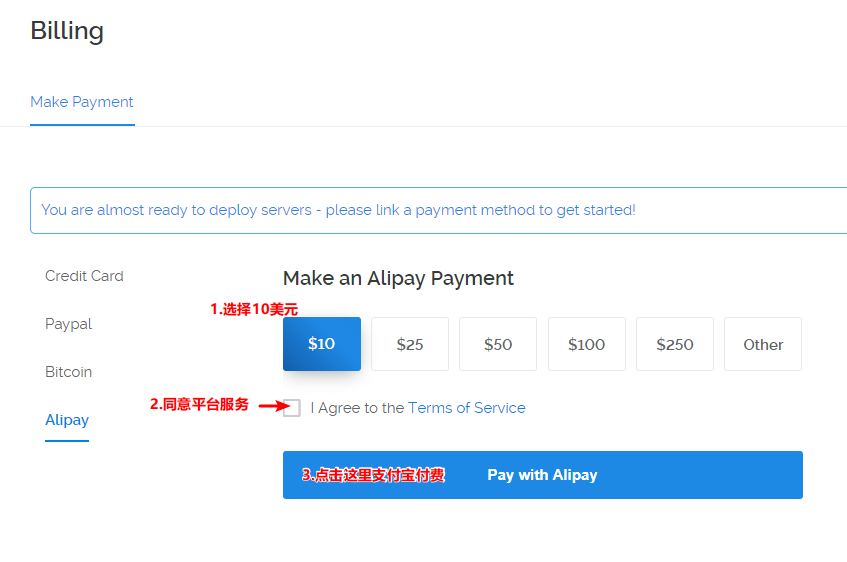 Billing
Make Payment
You are almost ready to deploy servers - please link a payment method to get started!
Credit Card
Paypal
Bitcoin
Alipay
Make an Alipay Payment
1.选择10美元
$10
$25
$50
$100
$250
Other
2.同意平台服务
I Agree to the Terms of Service
3.点击这里支付宝付费
Pay with Alipay